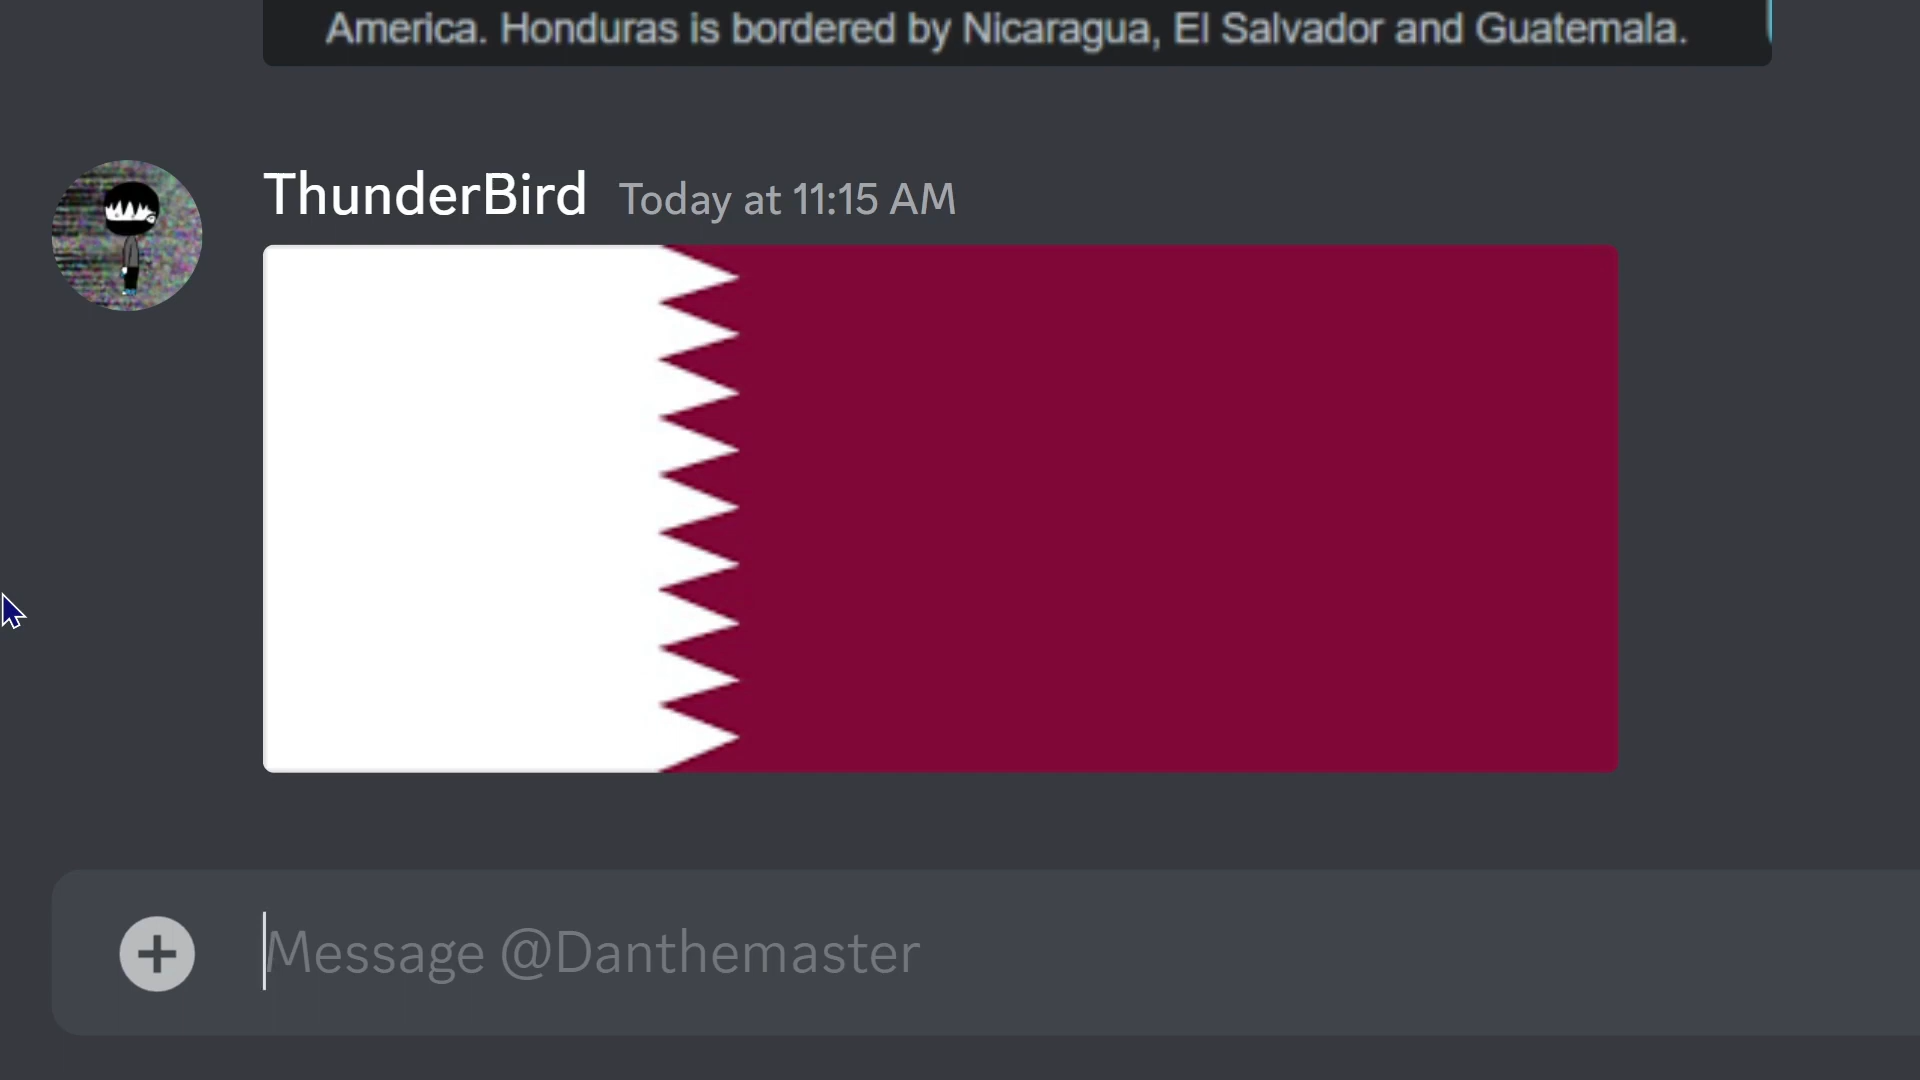 America. Honduras is bordered by Nicaragua, El Salvador and Guatemala.
ThunderBird Today at 11:15 AM
Message @Danthemaster